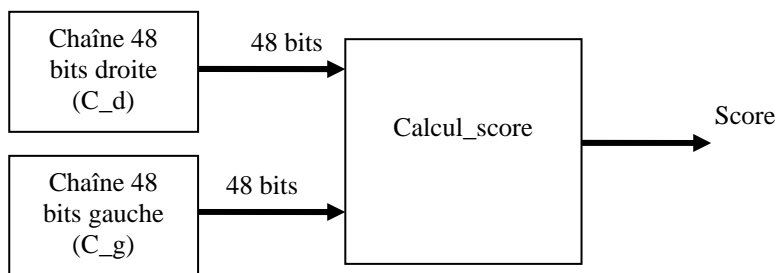 Chaîne 48
bits droite
(C_d)
48 bits
Calcul_score
Score
Chaîne 48
bits gauche
(C_g)
48 bits